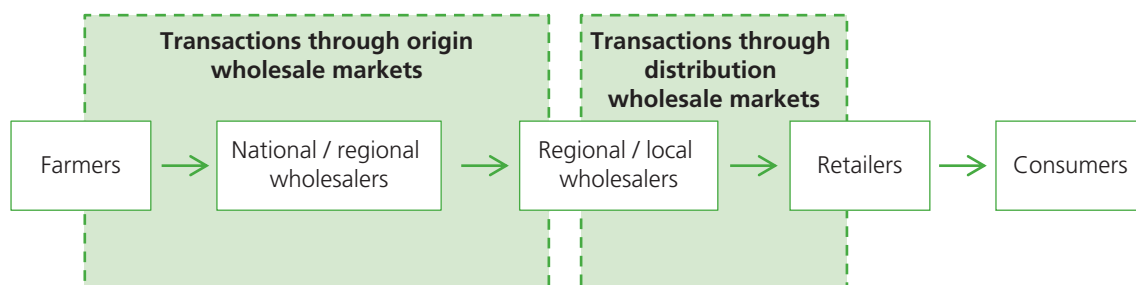 Transactions through origin
wholesale markets
Transactions through
distribution
wholesale markets
Farmers
National / regional
wholesalers
Regional / local
wholesalers
Retailers
Consumers